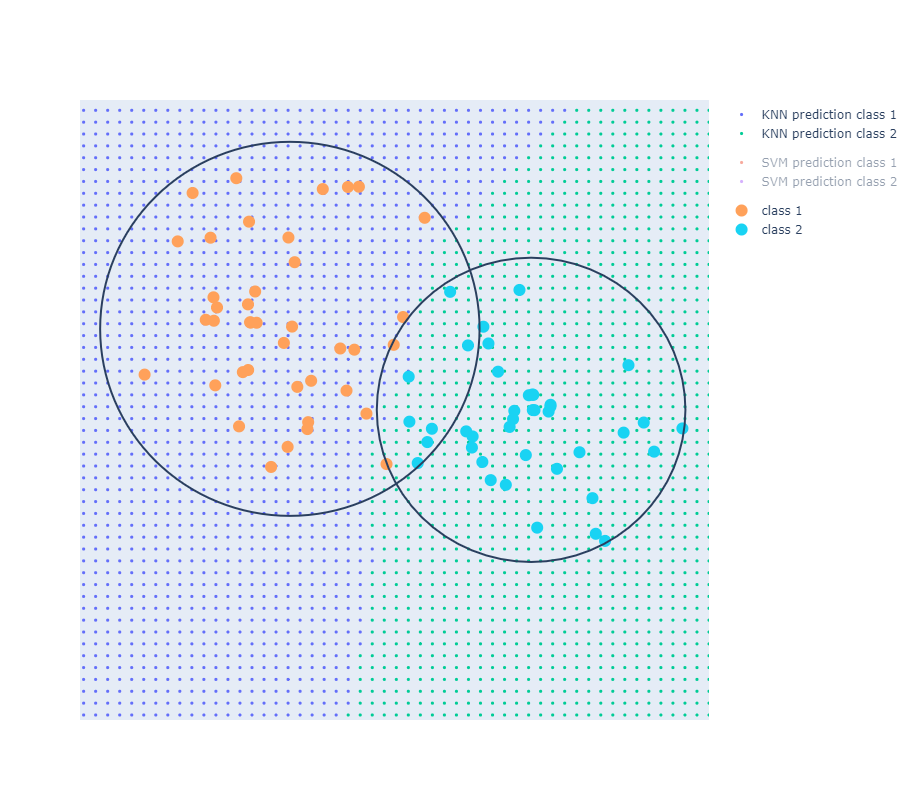 KNN prediction class 1
KNN prediction class 2
SVM prediction class 1
SVM prediction class 2
class 1
class 2